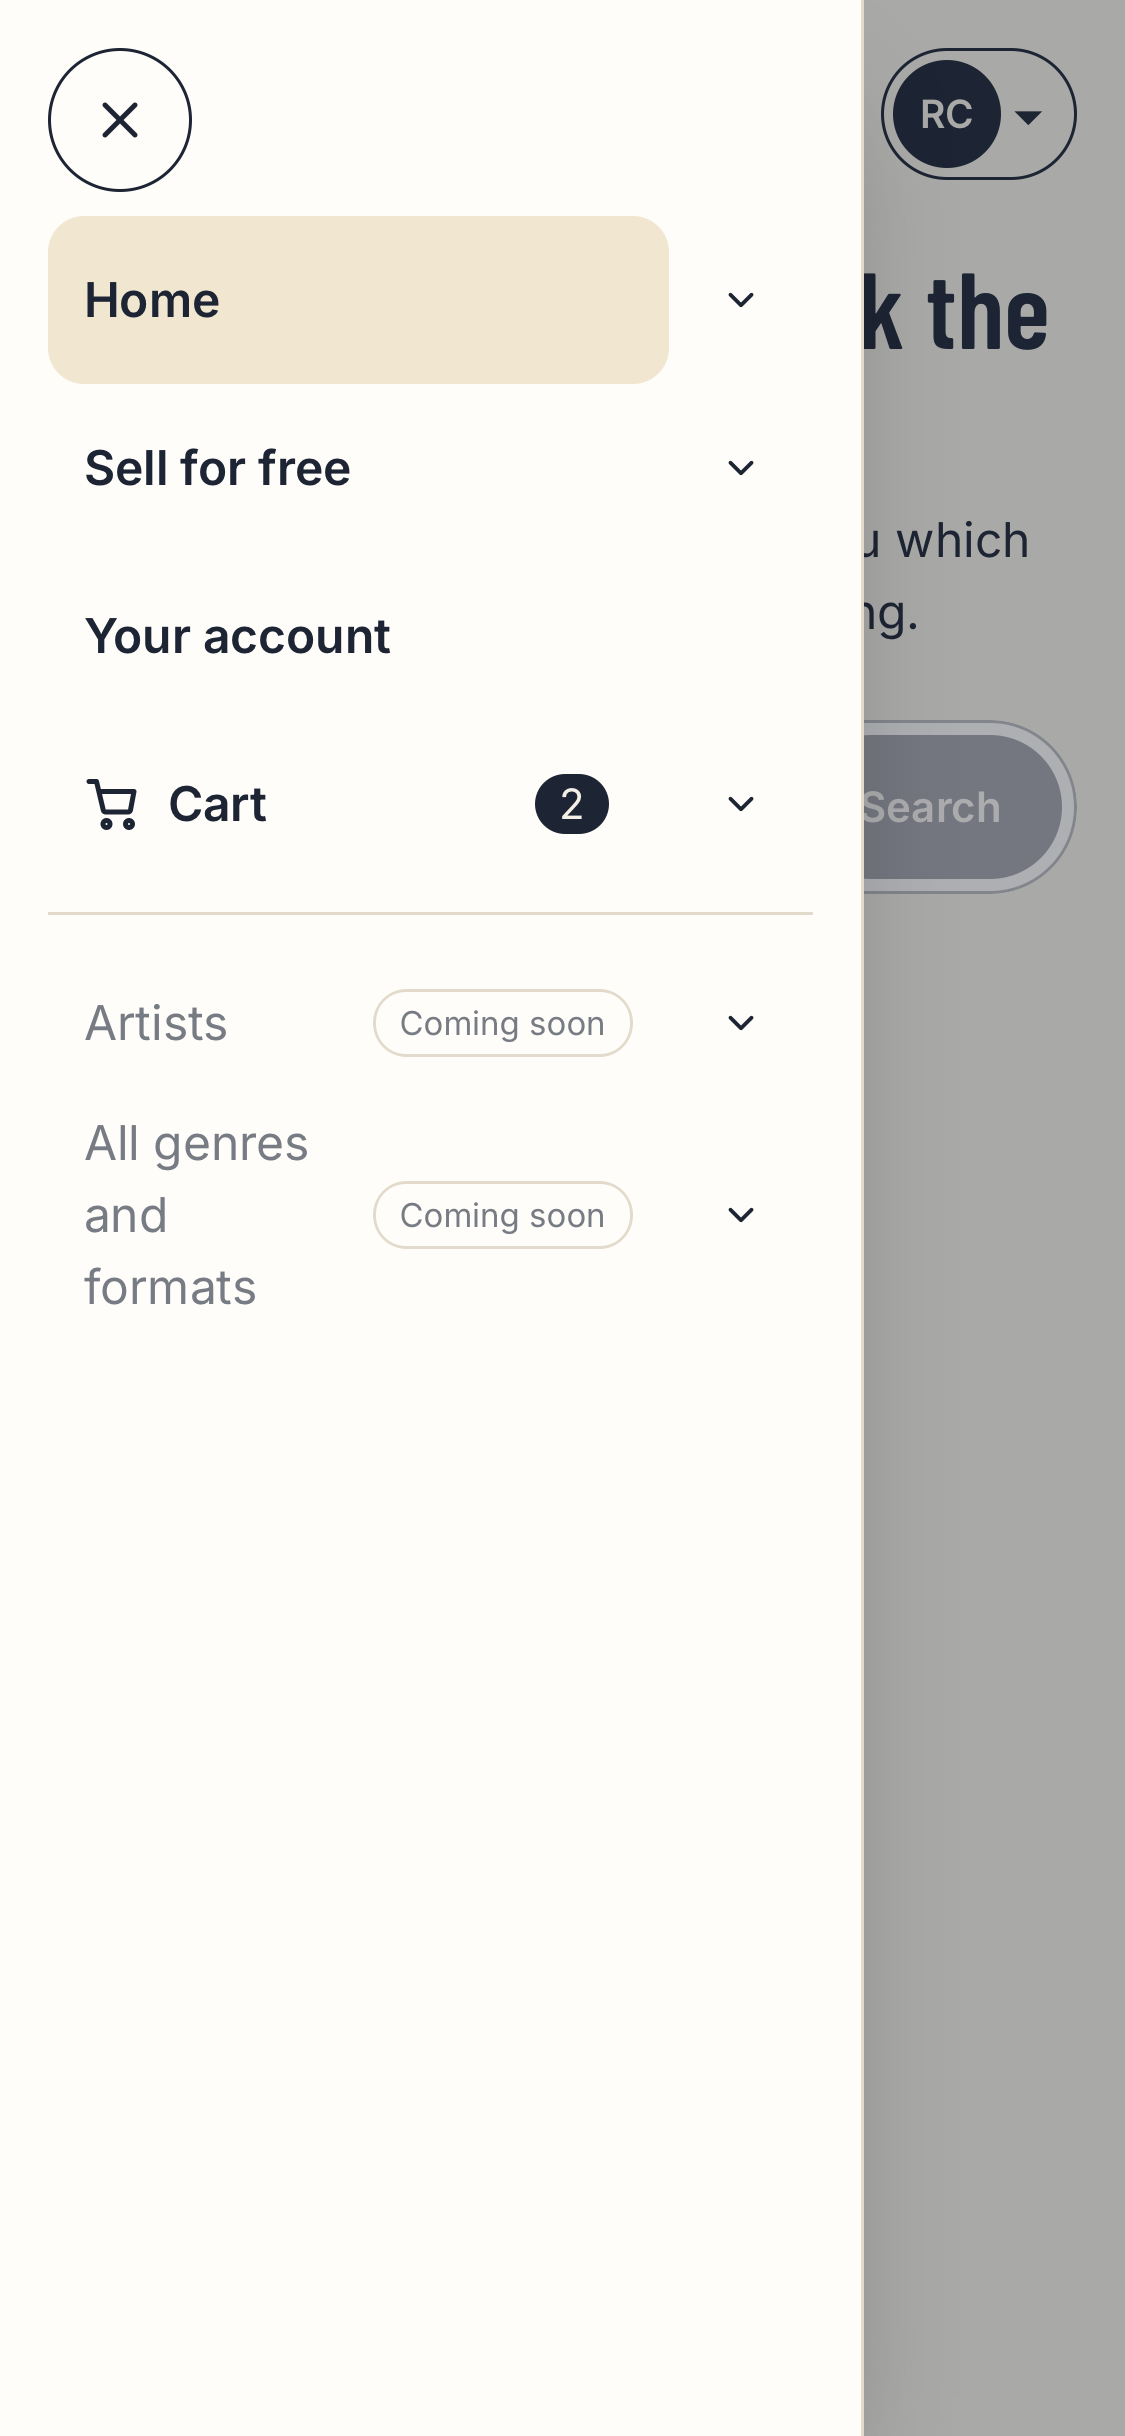 RC
Home
k the
Sell for free
which
Your account
Cart 2
Search
Artists Coming soon
All genres
and
formats
Coming soon